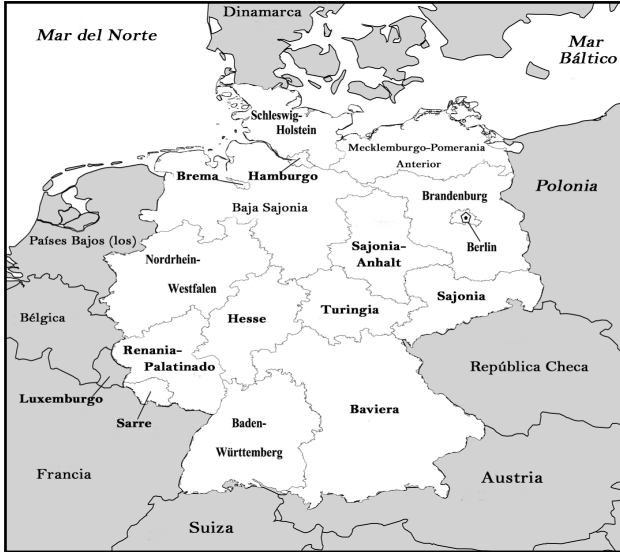 Dinamarca
Mar del Norte
Mar
Báltico
Schleswig-
Holstein
Mecklemburgo-Pomerania
Anterior
Brema
Hamburgo
Polonia
Brandenburg
Baja Sajonia
Países Bajos (los)
Berlin
Sajonia-
Anhalt
Nordrhein-
Westfalen
Sajonia
Bélgica
Hesse
Turingia
Renania-
Palatinado
República Checa
Luxemburgo
Sarre
Baviera
Baden-
Württemberg
Francia
Austria
Suiza